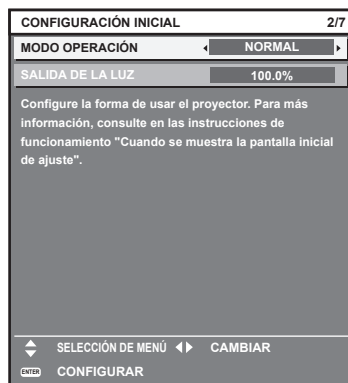 CONFIGURACIÓN INICIAL 2/7
MODO OPERACIÓN NORMAL
SALIDA DE LA LUZ 100.0%
Configure la forma de usar el proyector. Para más
información, consulte en las instrucciones de
funcionamiento "Cuando se muestra la pantalla inicial
de ajuste".
SELECCIÓN DE MENÚ CAMBIAR
ENTER CONFIGURAR